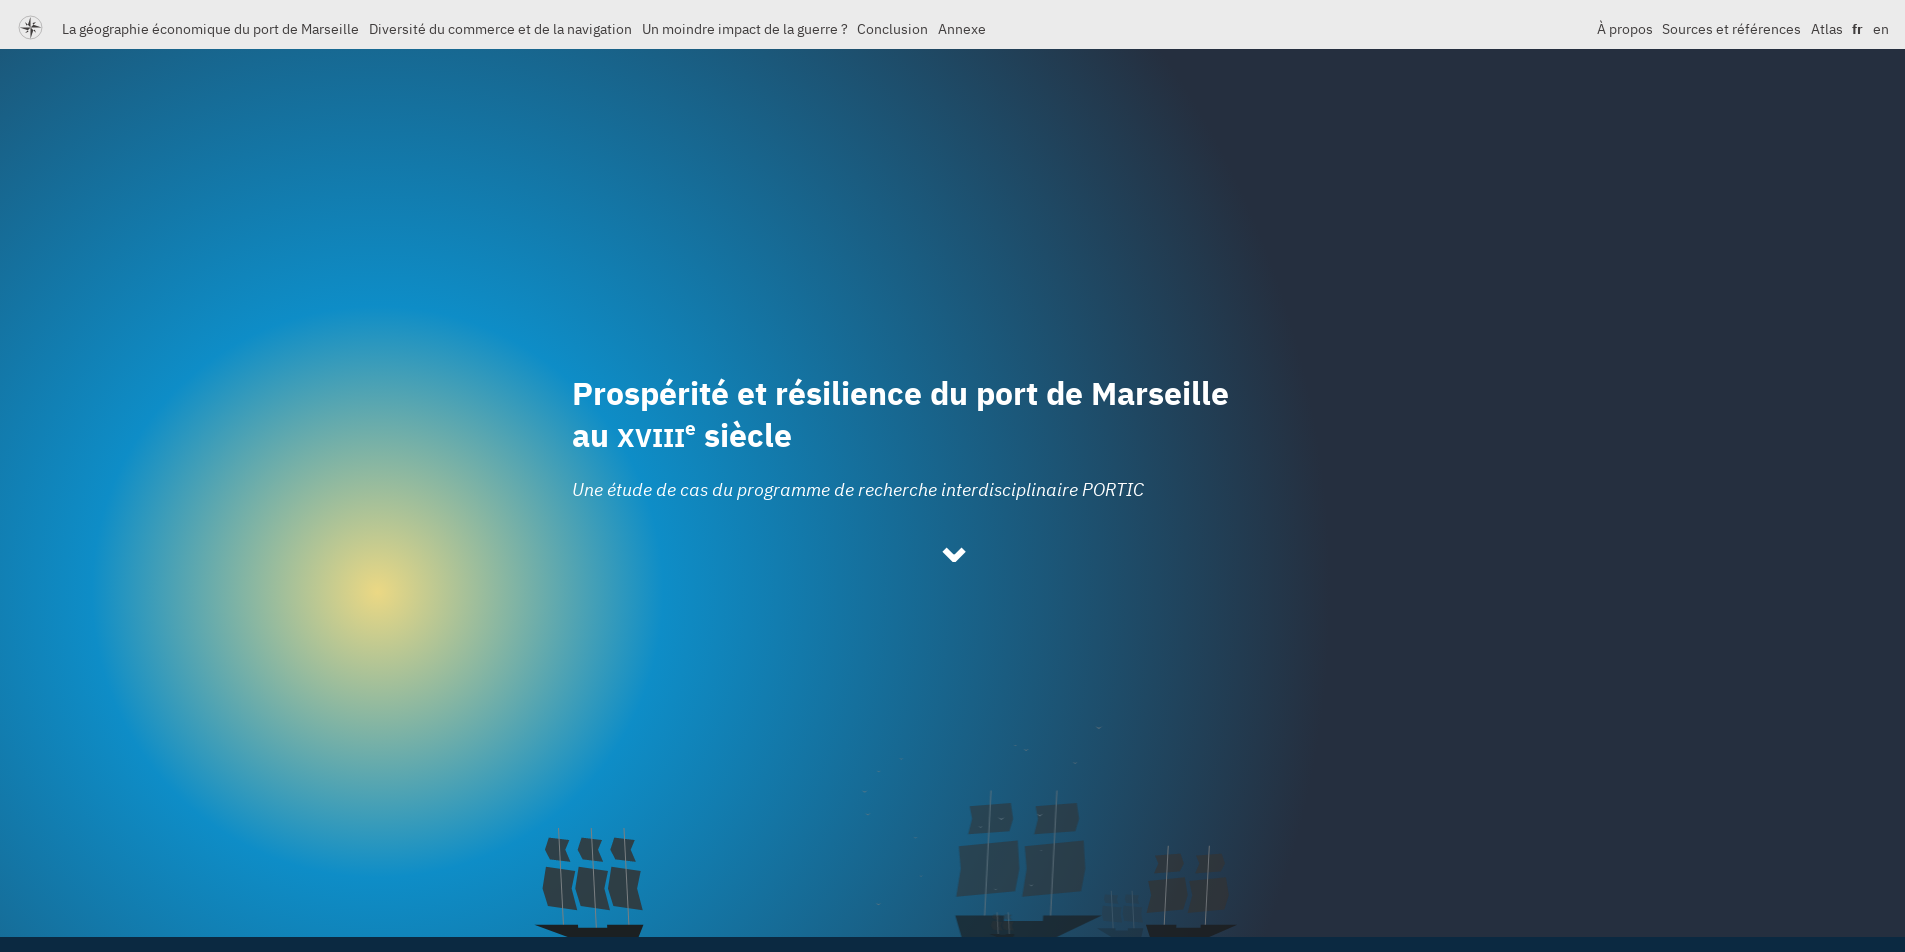 La géographie économique du port de Marseille Diversité du commerce et de la navigation Un moindre impact de la guerre ? Conclusion Annexe À propos Sources et références Atlas fr en
Prospérité et résilience du port de Marseille
au XVIIIe siècle
Une étude de cas du programme de recherche interdisciplinaire PORTIC